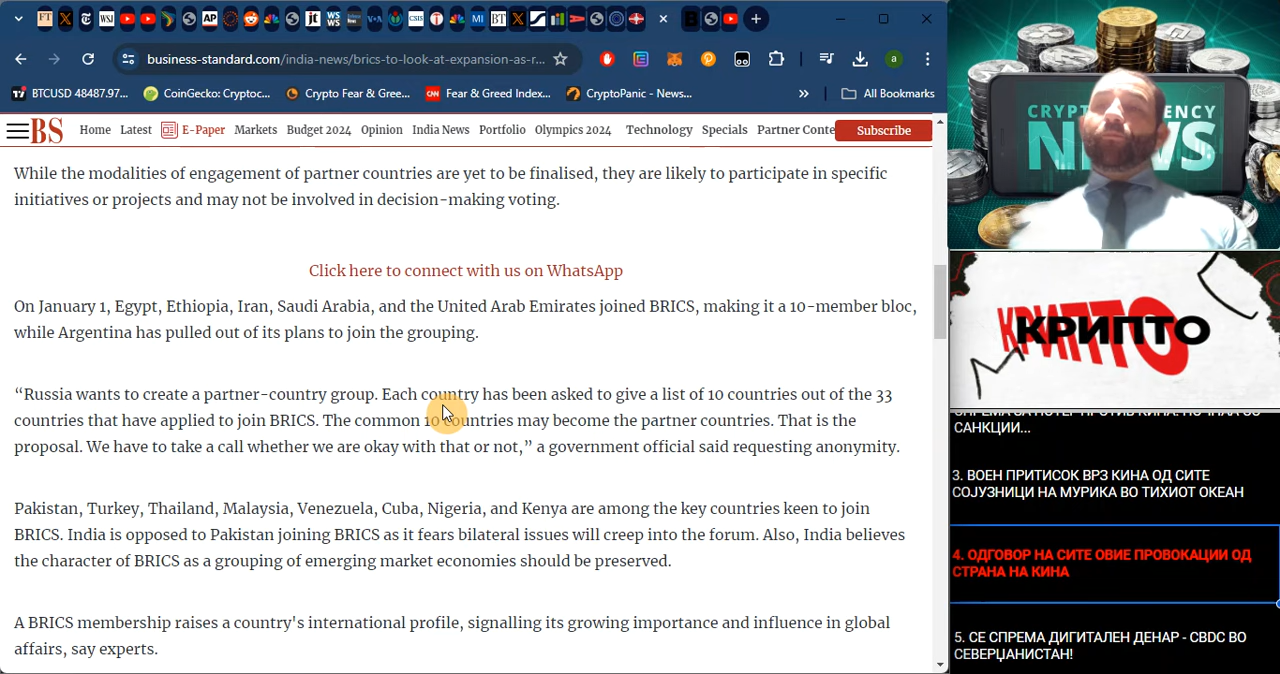 FT
WSJ
AP
jt
WS
WS
VOA
CSIS
MI
BT
business-standard.com/india-news/brics-to-look-at-expansion-as-r...
a
BTCUSD 48487.97...
CoinGecko: Cryptoc...
Crypto Fear & Gree...
CNN
Fear & Greed Index...
CryptoPanic - News...
All Bookmarks
BS
Home
Latest
E-Paper
Markets
Budget 2024
Opinion
India News
Portfolio
Olympics 2024
Technology
Specials
Partner Conte
Subscribe
While the modalities of engagement of partner countries are yet to be finalised, they are likely to participate in specific
initiatives or projects and may not be involved in decision-making voting.
Click here to connect with us on WhatsApp
On January 1, Egypt, Ethiopia, Iran, Saudi Arabia, and the United Arab Emirates joined BRICS, making it a 10-member bloc,
while Argentina has pulled out of its plans to join the grouping.
“Russia wants to create a partner-country group. Each country has been asked to give a list of 10 countries out of the 33
countries that have applied to join BRICS. The common 10 countries may become the partner countries. That is the
proposal. We have to take a call whether we are okay with that or not,” a government official said requesting anonymity.
Pakistan, Turkey, Thailand, Malaysia, Venezuela, Cuba, Nigeria, and Kenya are among the key countries keen to join
BRICS. India is opposed to Pakistan joining BRICS as it fears bilateral issues will creep into the forum. Also, India believes
the character of BRICS as a grouping of emerging market economies should be preserved.
A BRICS membership raises a country's international profile, signalling its growing importance and influence in global
affairs, say experts.
КРИПТО
КРИПТО
САНКЦИИ...
3. ВОЕН ПРИТИСОК ВРЗ КИНА ОД СИТЕ
СОЈУЗНИЦИ НА МУРИКА ВО ТИХИОТ ОКЕАН
4. ОДГОВОР НА СИТЕ ОВИЕ ПРОВОКАЦИИ ОД
СТРАНА НА КИНА
5. СЕ СПРЕМА ДИГИТАЛЕН ДЕНАР - CBDC ВО
СЕВЕРЏАНИСТАН!